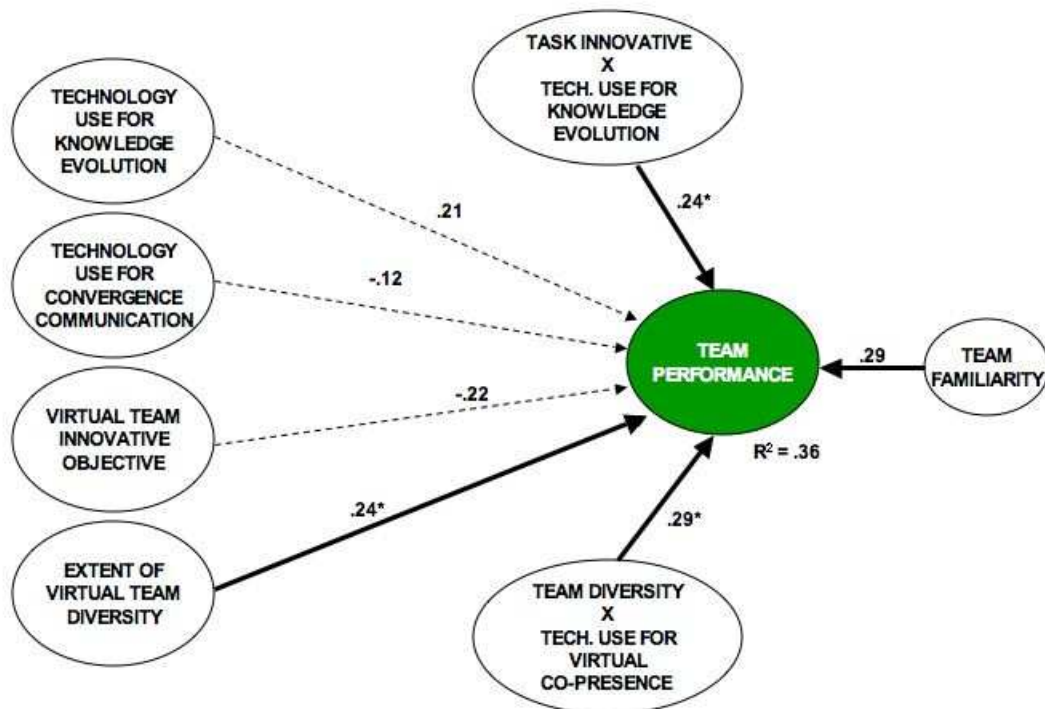 TECHNOLOGY
USE FOR
KNOWLEDGE
EVOLUTION
TASK INNOVATIVE
X
TECH. USE FOR
KNOWLEDGE
EVOLUTION
.21
.24*
TECHNOLOGY
USE FOR
CONVERGENCE
COMMUNICATION
-.12
TEAM
PERFORMANCE
.29
TEAM
FAMILIARITY
VIRTUAL TEAM
INNOVATIVE
OBJECTIVE
-.22
R² = .36
.24*
.29*
EXTENT OF
VIRTUAL TEAM
DIVERSITY
TEAM DIVERSITY
X
TECH. USE FOR
VIRTUAL
CO-PRESENCE